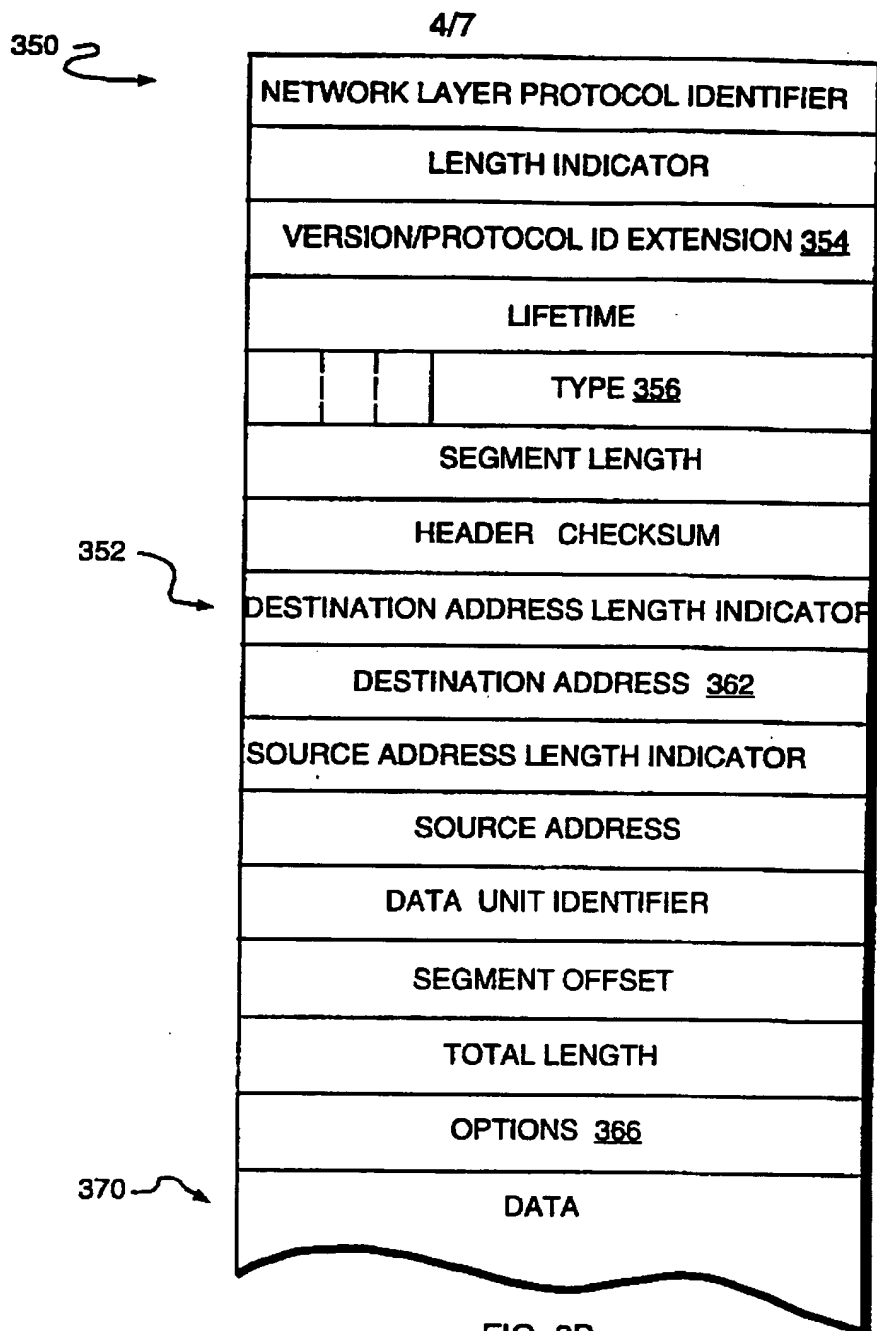 4/7
350
NETWORK LAYER PROTOCOL IDENTIFIER
LENGTH INDICATOR
VERSION/PROTOCOL ID EXTENSION 354
LIFETIME
TYPE 356
SEGMENT LENGTH
HEADER CHECKSUM
352
DESTINATION ADDRESS LENGTH INDICATOR
DESTINATION ADDRESS 362
SOURCE ADDRESS LENGTH INDICATOR
SOURCE ADDRESS
DATA UNIT IDENTIFIER
SEGMENT OFFSET
TOTAL LENGTH
OPTIONS 366
370
DATA